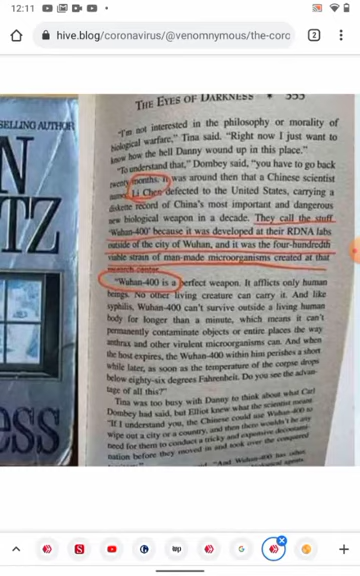 12:11
hive.blog/coronavirus/@venomnymous/the-corc
2
SELLING AUTHOR
N
TZ
ess
THE EYES OF DARKNESS • 353
"I'm not interested in the philosophy or morality of
biological warfare," Tina said. "Right now I just want to
know how the hell Danny wound up in this place."
"To understand that," Dombey said, "you have to go back
twenty months. It was around then that a Chinese scientist
named Li Chen defected to the United States, carrying a
diskette record of China's most important and dangerous
new biological weapon in a decade. They call the stuff
'Wuhan-400' because it was developed at their RDNA labs
outside of the city of Wuhan, and it was the four-hundredth
viable strain of man-made microorganisms created at that
research center.
"Wuhan-400 is a perfect weapon. It afflicts only human
beings. No other living creature can carry it. And like
syphilis, Wuhan-400 can't survive outside a living human
body for longer than a minute, which means it can't
permanently contaminate objects or entire places the way
anthrax and other virulent microorganisms can. And when
the host expires, the Wuhan-400 within him perishes a short
while later, as soon as the temperature of the corpse drops
below eighty-six degrees Fahrenheit. Do you see the advan-
tage of all this?"
Tina was too busy with Danny to think about what Carl
Dombey had said, but Elliot knew what the scientist meant.
"If I understand you, the Chinese could use Wuhan-400 to
wipe out a city or a country, and then there wouldn't be any
need for them to conduct a tricky and expensive decontami-
nation before they moved in and took over the conquered
"And Wuhan-400 has other